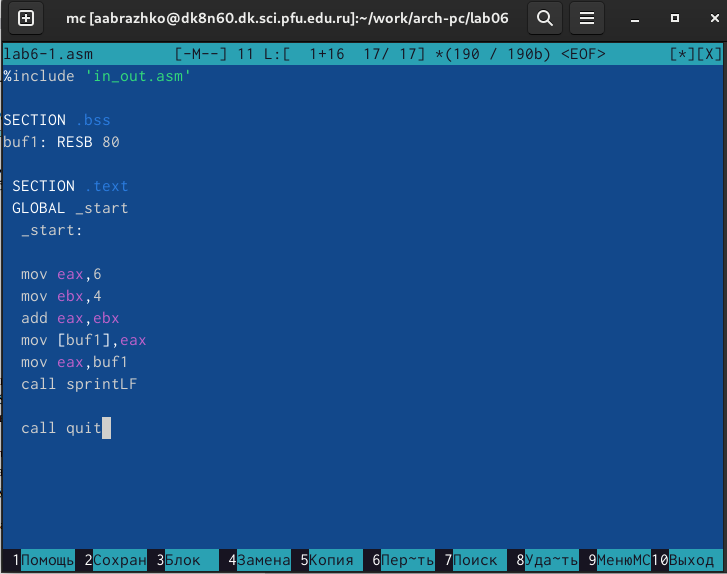 mc [aabrazhko@dk8n60.dk.sci.pfu.edu.ru]:~/work/arch-pc/lab06
lab6-1.asm [-M--] 11 L:[ 1+16 17/ 17] *(190 / 190b) <EOF> [*][X]
%include 'in_out.asm'
SECTION .bss
buf1: RESB 80
SECTION .text
GLOBAL _start
_start:
mov eax,6
mov ebx,4
add eax,ebx
mov [buf1],eax
mov eax,buf1
call sprintLF
call quit
1Помощь 2Сохран 3Блок 4Замена 5Копия 6Пер~ть 7Поиск 8Уда~ть 9МенюMC 10Выход